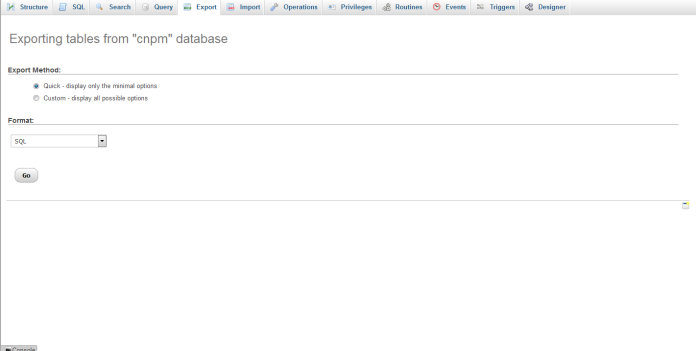 Structure SQL Search Query Export Import Operations Privileges Routines Events Triggers Designer
Exporting tables from "cnpm" database
Export Method:
Quick - display only the minimal options
Custom - display all possible options
Format:
SQL
Go
Console